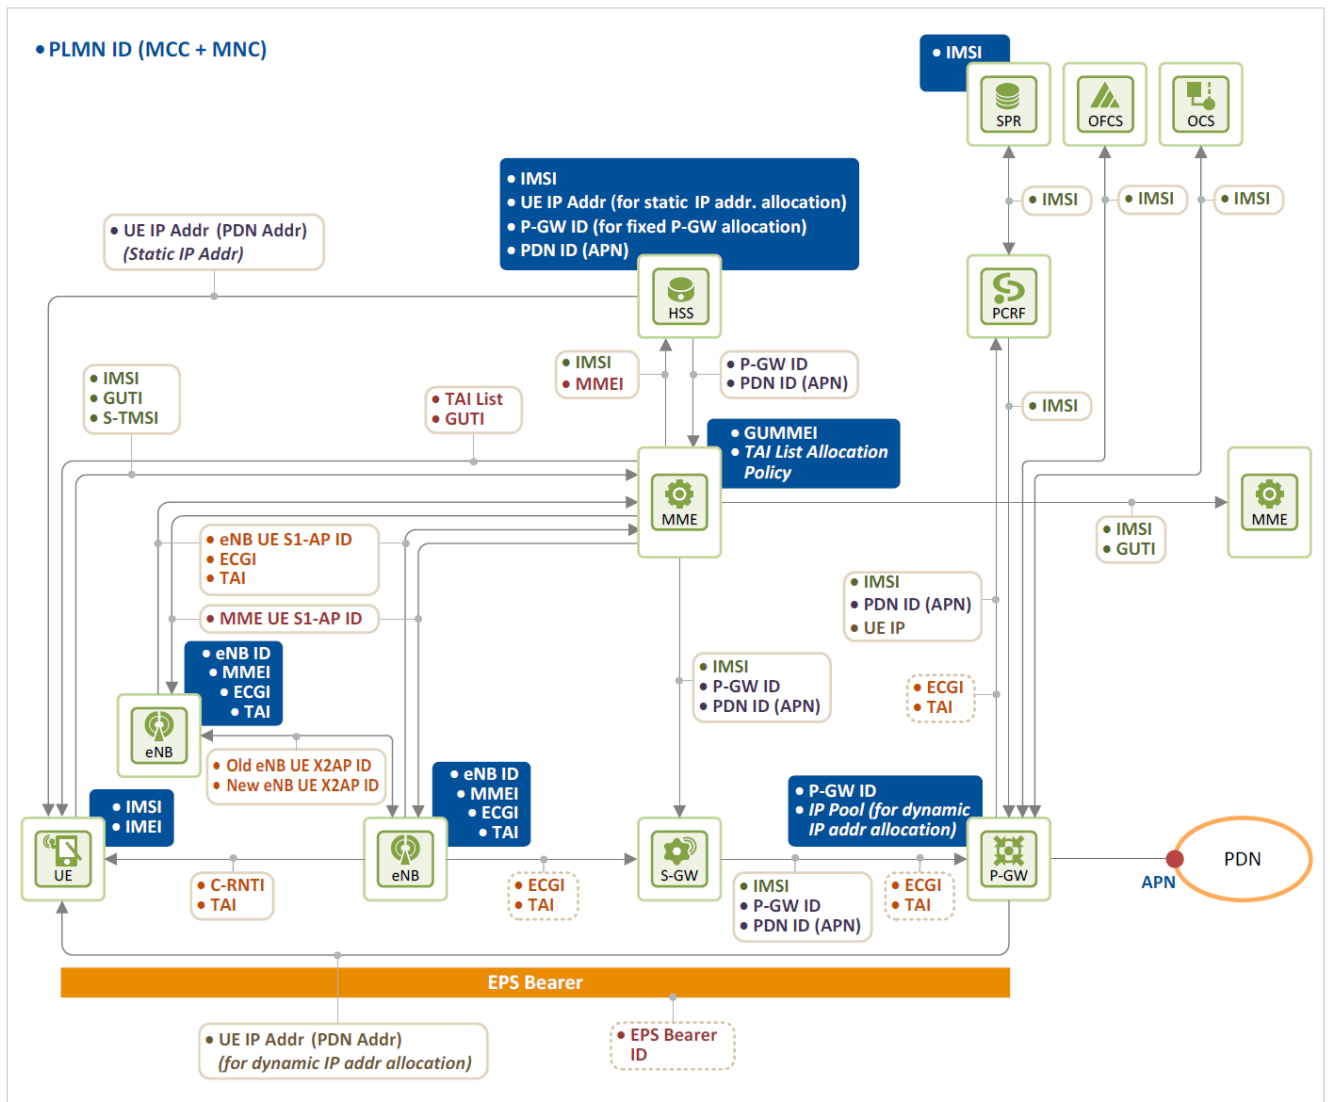 • PLMN ID (MCC + MNC)
• IMSI
SPR
OFCS
OCS
• IMSI
• UE IP Addr (for static IP addr. allocation)
• P-GW ID (for fixed P-GW allocation)
• PDN ID (APN)
• IMSI
• IMSI
• IMSI
• UE IP Addr (PDN Addr)
(Static IP Addr)
HSS
PCRF
• IMSI
• MMEI
• P-GW ID
• PDN ID (APN)
• IMSI
• GUTI
• S-TMSI
• TAI List
• GUTI
• IMSI
• GUMMEI
• TAI List Allocation
Policy
MME
MME
• IMSI
• GUTI
• eNB UE S1-AP ID
• ECGI
• TAI
• MME UE S1-AP ID
• IMSI
• PDN ID (APN)
• UE IP
• eNB ID
• MMEI
• ECGI
• TAI
eNB
• IMSI
• P-GW ID
• PDN ID (APN)
• ECGI
• TAI
• Old eNB UE X2AP ID
• New eNB UE X2AP ID
• eNB ID
• MMEI
• ECGI
• TAI
• P-GW ID
• IP Pool (for dynamic
IP addr allocation)
• IMSI
• IMEI
UE
eNB
S-GW
P-GW
PDN
APN
• C-RNTI
• TAI
• ECGI
• TAI
• IMSI
• P-GW ID
• PDN ID (APN)
• ECGI
• TAI
EPS Bearer
• UE IP Addr (PDN Addr)
(for dynamic IP addr allocation)
• EPS Bearer
ID